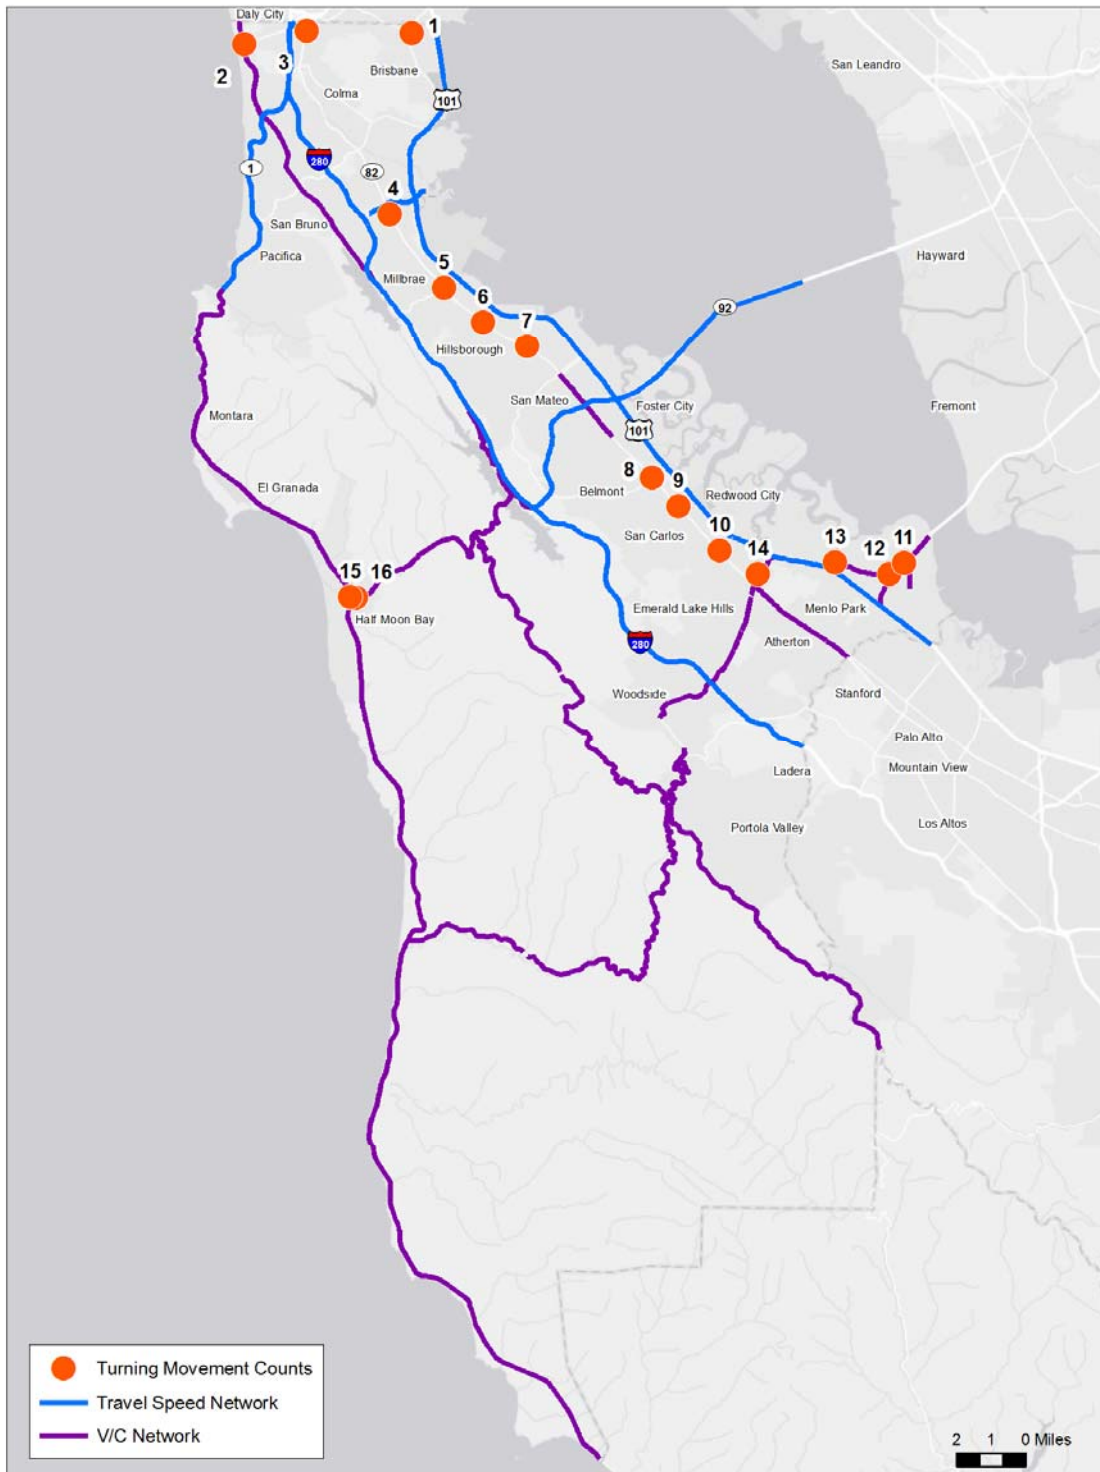 Daly City
1
3
2
Brisbane
San Leandro
Colma
101
280
1
82
4
San Bruno
Pacifica
Hayward
5
Millbrae
6
92
7
Hillsborough
San Mateo
Foster City
Fremont
Montara
101
8
9
Belmont
Redwood City
El Granada
San Carlos
10
13
11
12
14
15
16
Half Moon Bay
Emerald Lake Hills
Menlo Park
280
Atherton
Woodside
Stanford
Palo Alto
Ladera
Mountain View
Portola Valley
Los Altos
Turning Movement Counts
Travel Speed Network
V/C Network
2 1 0 Miles